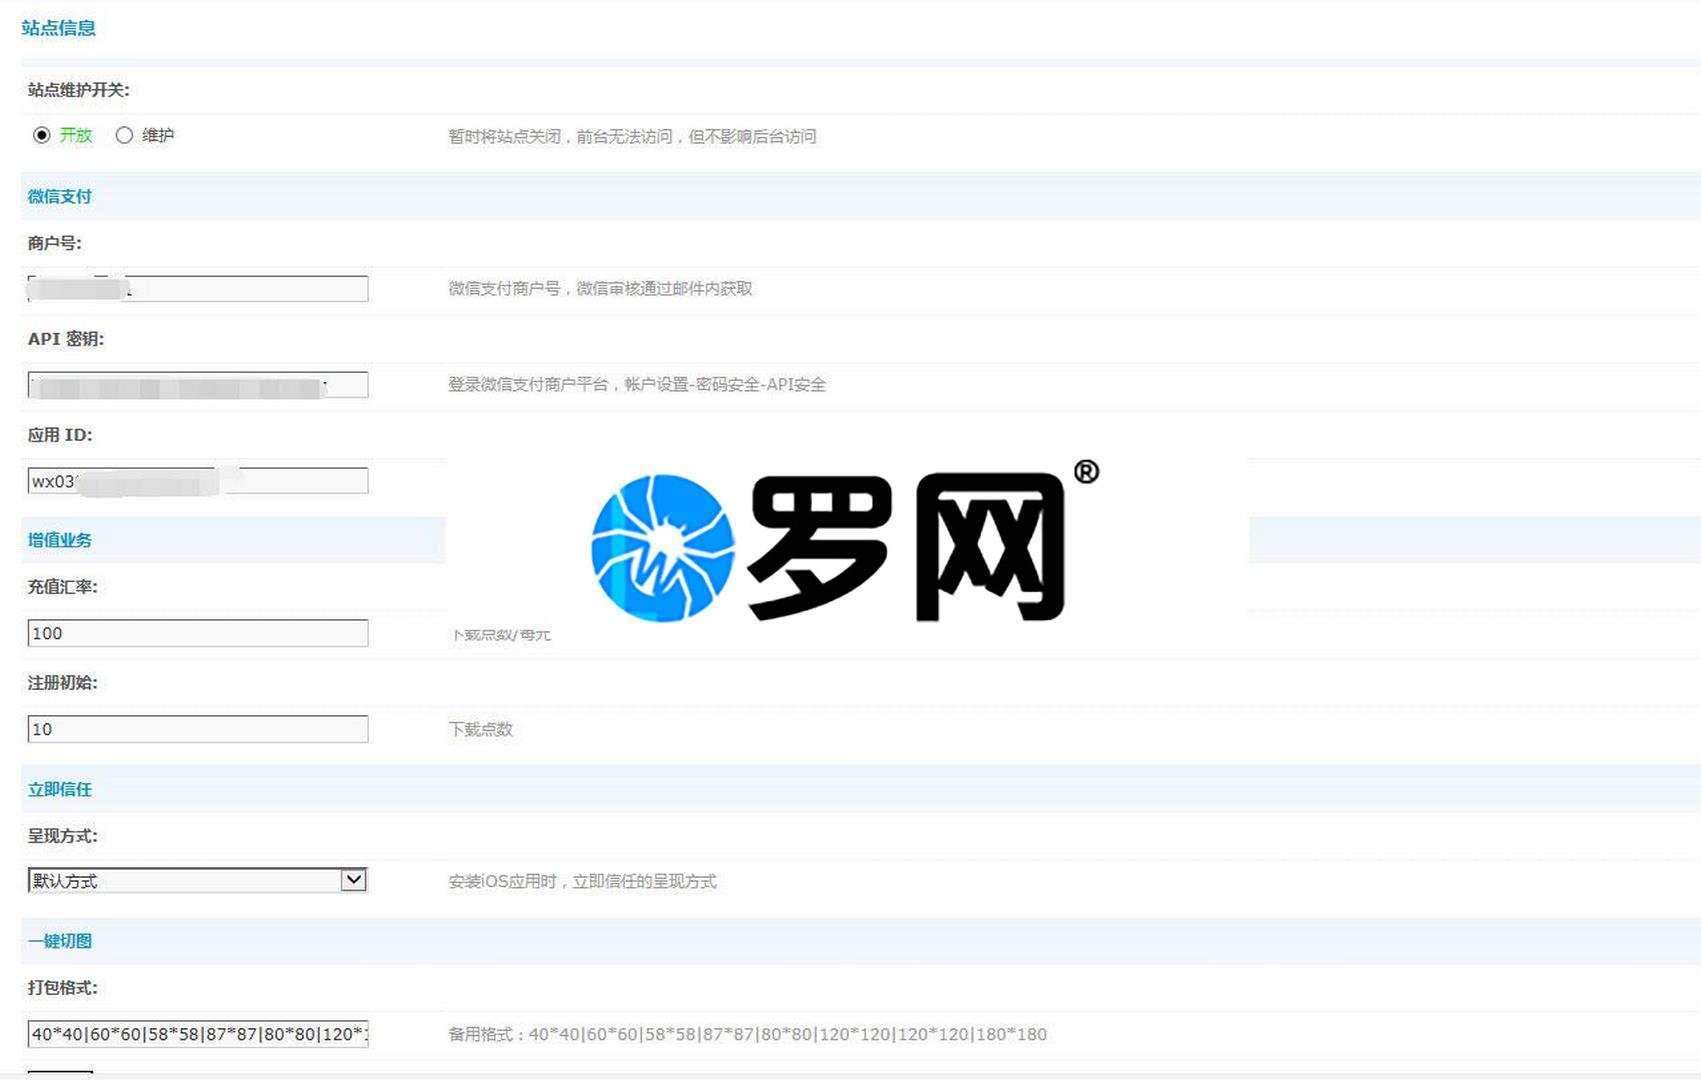 站点信息
站点维护开关:
开放 维护 暂时将站点关闭，前台无法访问，但不影响后台访问
微信支付
商户号:
微信支付商户号，微信审核通过邮件内获取
API 密钥:
登录微信支付商户平台，帐户设置-密码安全-API安全
应用 ID:
wx03
罗网®
增值业务
充值汇率:
100 下载点数/每元
注册初始:
10 下载点数
立即信任
呈现方式:
默认方式 安装iOS应用时，立即信任的呈现方式
一键切图
打包格式:
40*40|60*60|58*58|87*87|80*80|120*1 备用格式：40*40|60*60|58*58|87*87|80*80|120*120|120*120|180*180